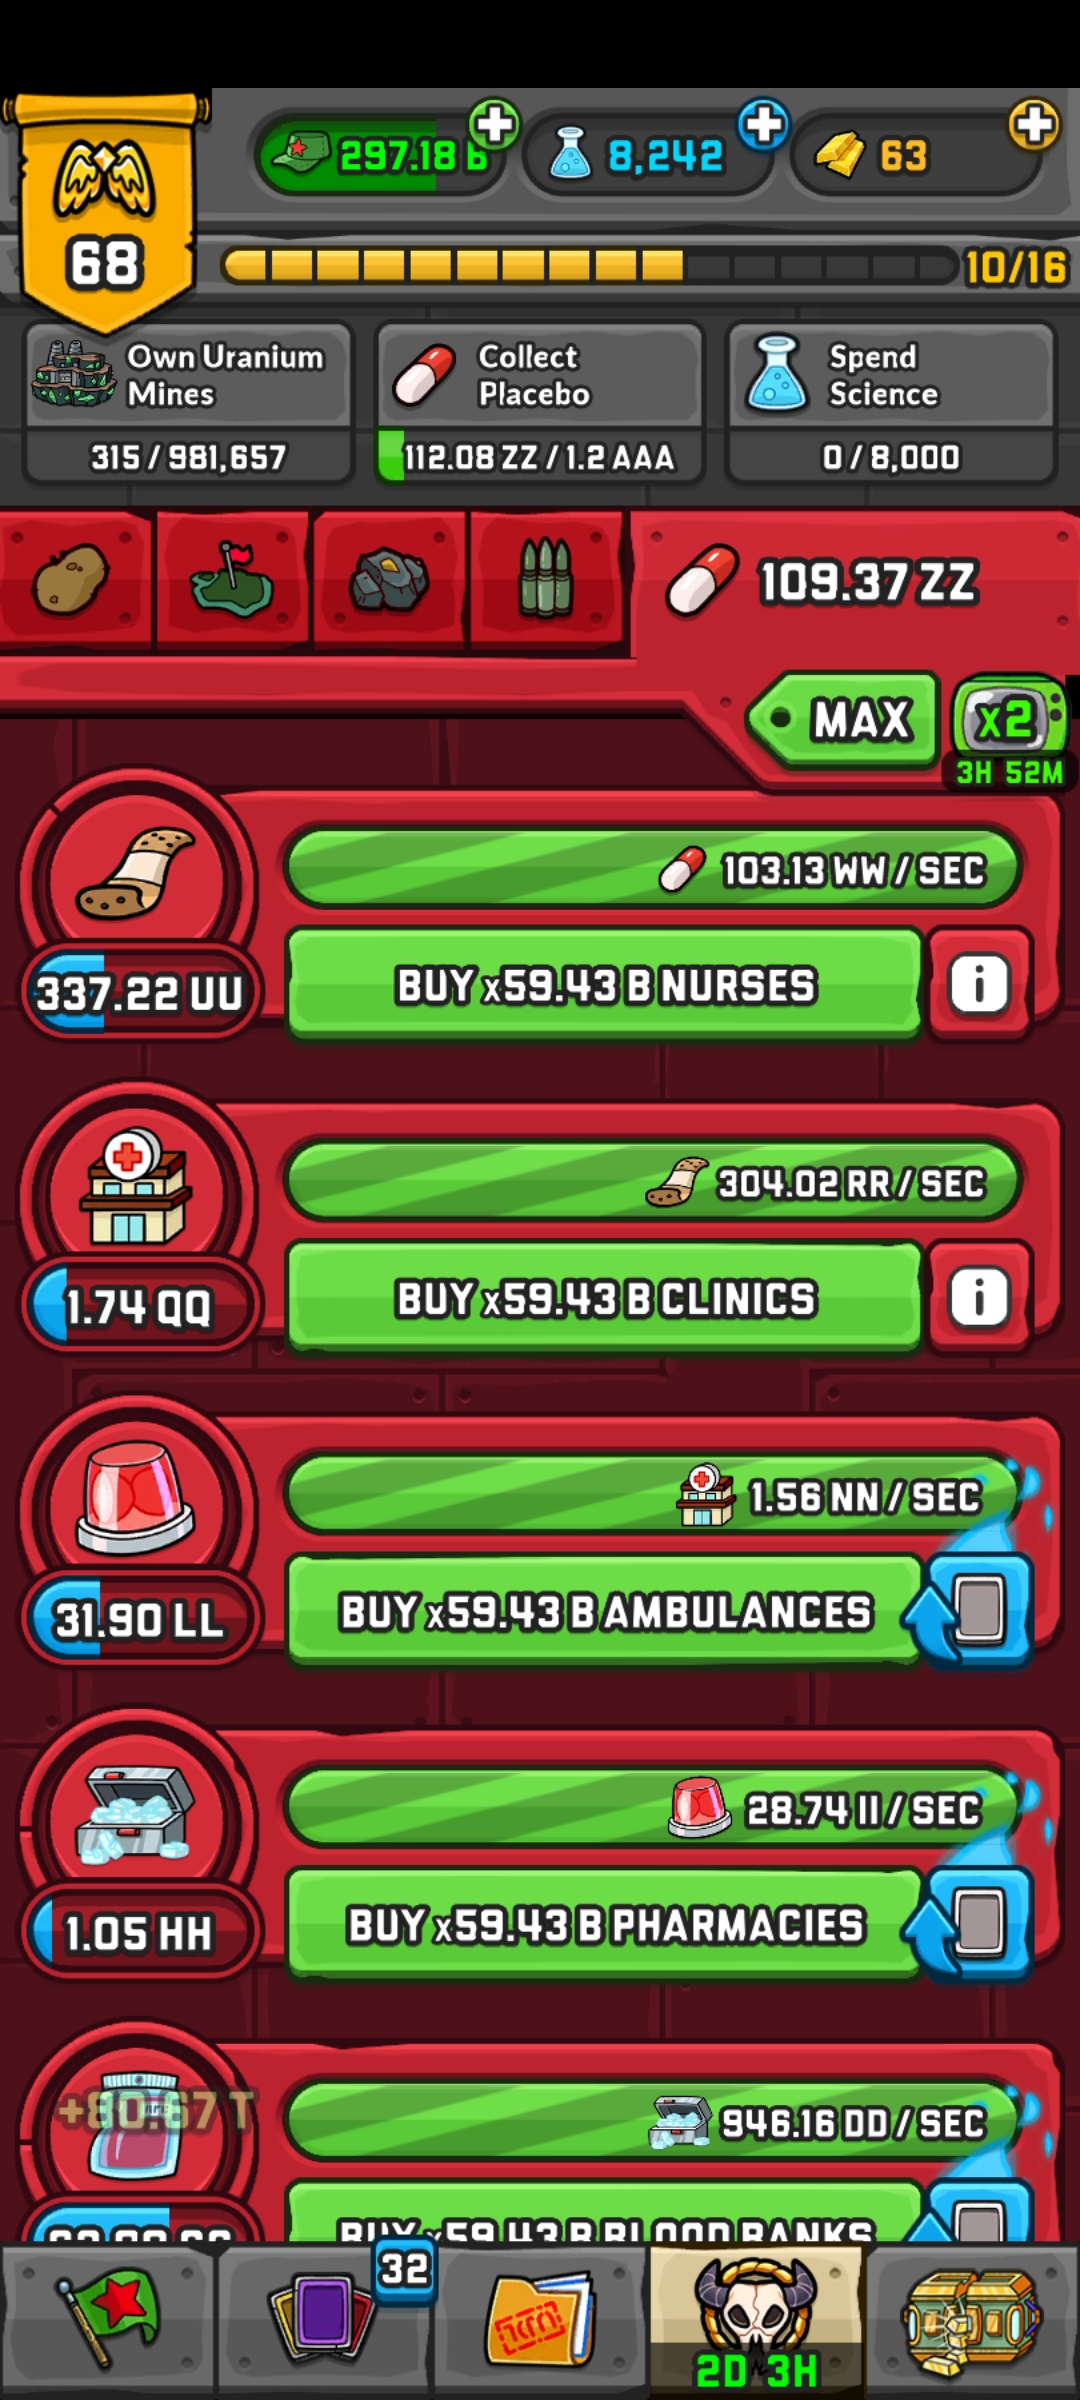 297.18 B
8,242
63
68
10/16
Own Uranium
Mines
315 / 981,657
Collect
Placebo
112.08 ZZ / 1.2 AAA
Spend
Science
0 / 8,000
109.37 ZZ
MAX
x2
3H 52M
103.13 WW / SEC
337.22 UU
BUY x59.43 B NURSES
i
304.02 RR / SEC
1.74 QQ
BUY x59.43 B CLINICS
i
1.56 NN / SEC
31.90 LL
BUY x59.43 B AMBULANCES
28.74 II / SEC
1.05 HH
BUY x59.43 B PHARMACIES
+80.67 T
946.16 DD / SEC
BUY x59.43 B BLOOD BANKS
32
2D 3H